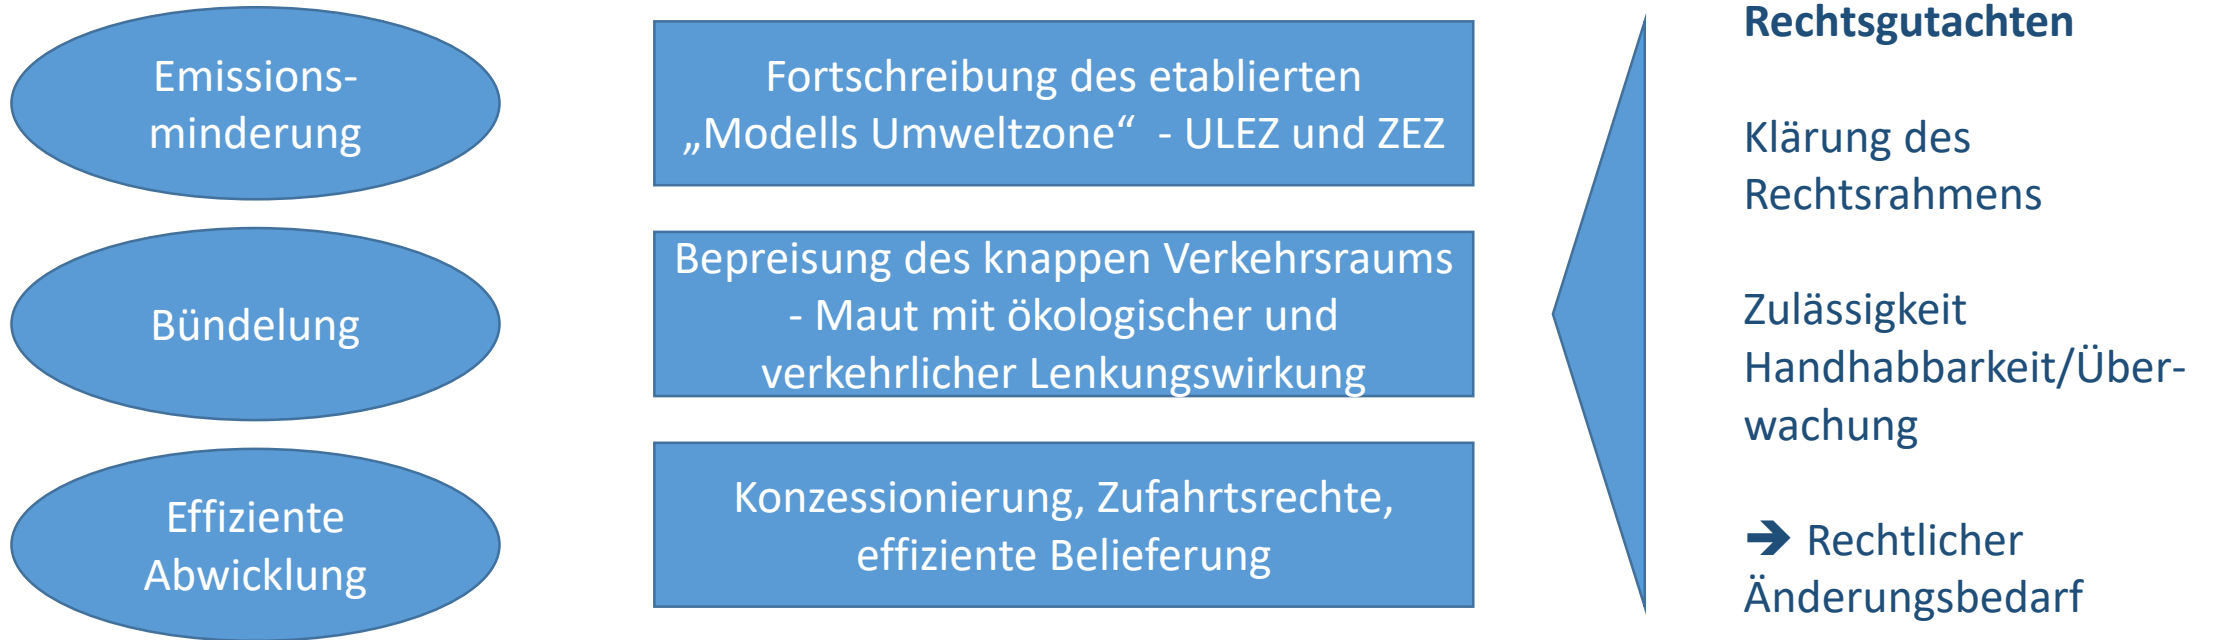 Emissions-
minderung
Fortschreibung des etablierten
„Modells Umweltzone“  - ULEZ und ZEZ
Bündelung
Bepreisung des knappen Verkehrsraums
- Maut mit ökologischer und
verkehrlicher Lenkungswirkung
Effiziente
Abwicklung
Konzessionierung, Zufahrtsrechte,
effiziente Belieferung
Rechtsgutachten
Klärung des
Rechtsrahmens
Zulässigkeit
Handhabbarkeit/Über-
wachung
➔ Rechtlicher
Änderungsbedarf